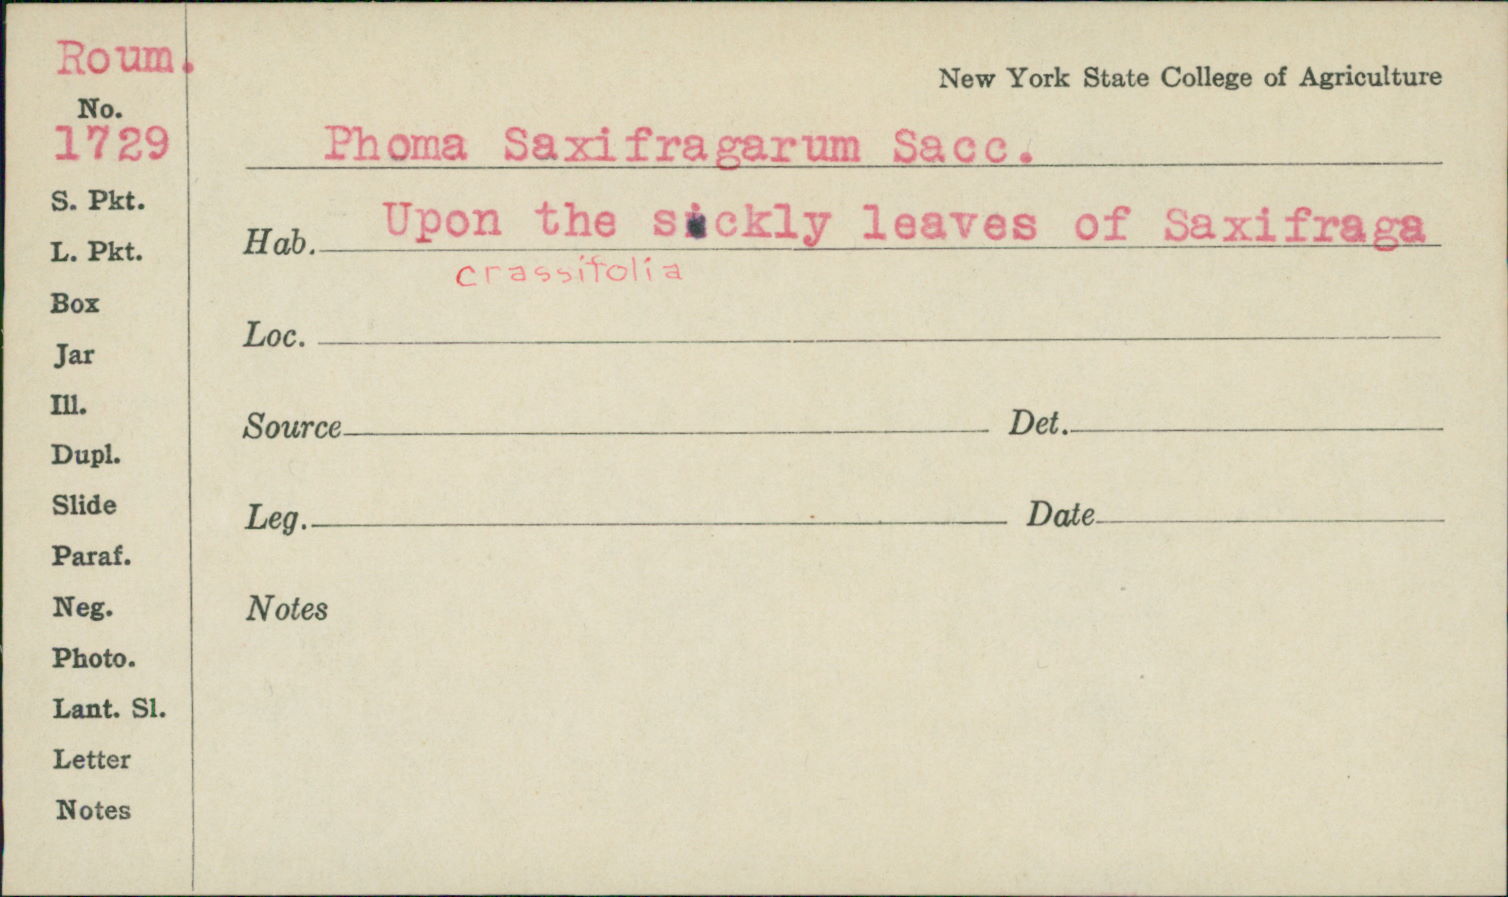 Roum.
New York State College of Agriculture
No.
1729
Phoma Saxifragarum Sacc.
S. Pkt.
Hab. Upon the sickly leaves of Saxifraga
crassifolia
L. Pkt.
Box
Loc.
Jar
Ill.
Source Det.
Dupl.
Slide
Leg. Date
Paraf.
Neg.
Notes
Photo.
Lant. Sl.
Letter
Notes